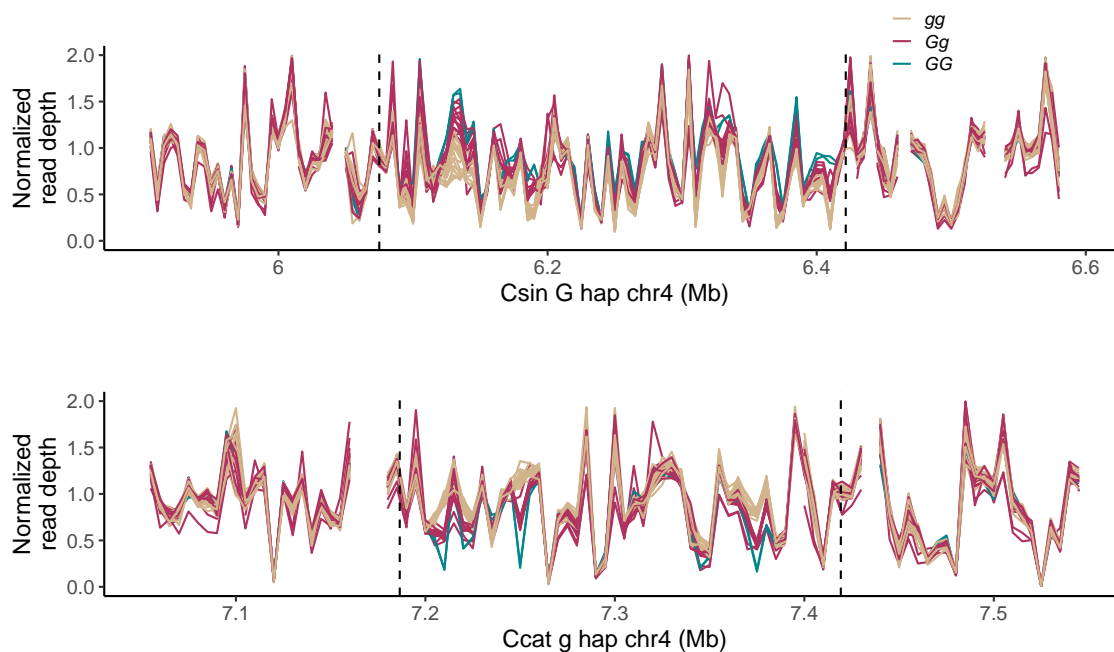 gg
Gg
GG
Normalized
read depth
2.0
1.5
1.0
0.5
0.0
6
6.2
6.4
6.6
Csin G hap chr4 (Mb)
Normalized
read depth
2.0
1.5
1.0
0.5
0.0
7.1
7.2
7.3
7.4
7.5
Ccat g hap chr4 (Mb)